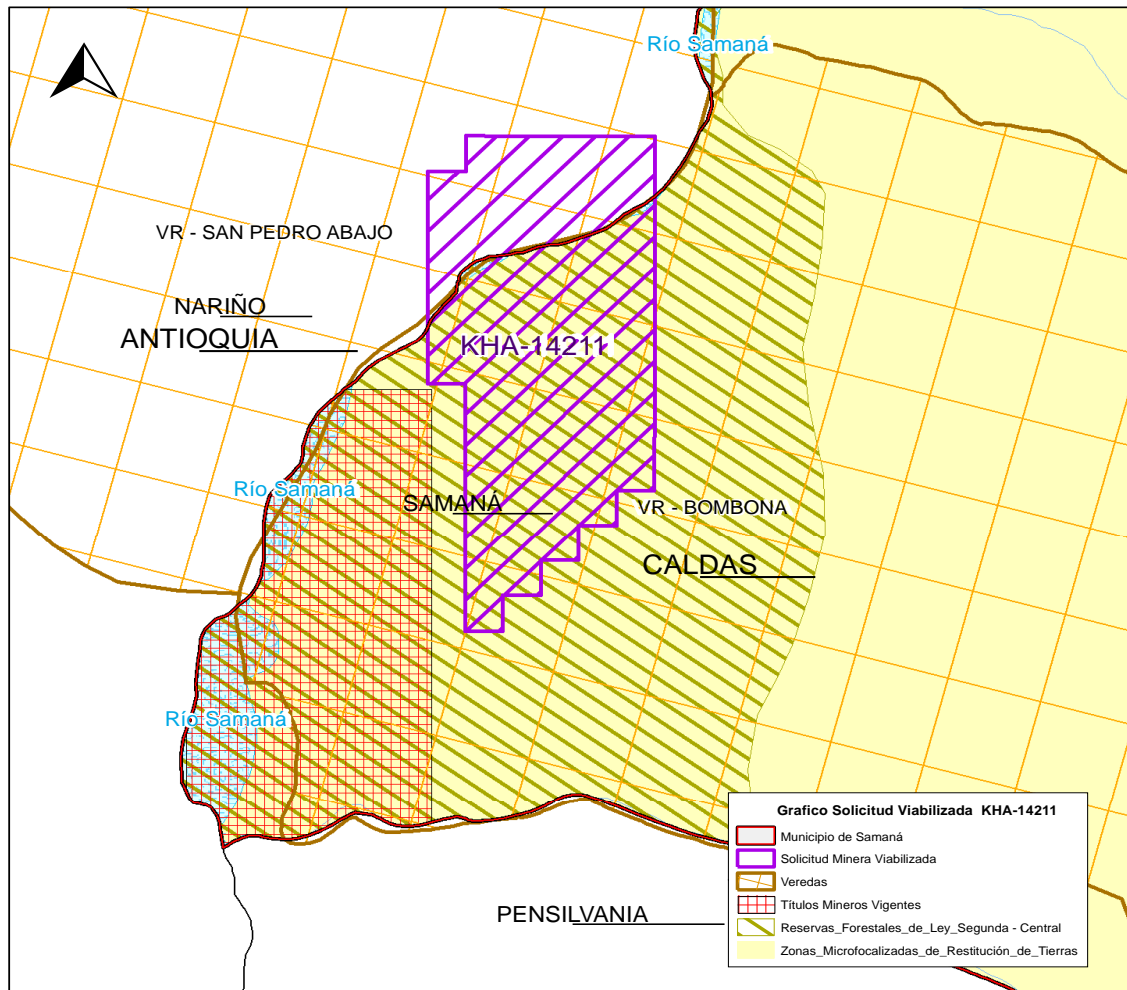 Río Samaná
VR - SAN PEDRO ABAJO
NARIÑO
ANTIOQUIA
KHA-14211
Río Samaná
SAMANÁ
VR - BOMBONA
CALDAS
Río Samaná
PENSILVANIA
Grafico Solicitud Viabilizada KHA-14211
Municipio de Samaná
Solicitud Minera Viabilizada
Veredas
Títulos Mineros Vigentes
Reservas_Forestales_de_Ley_Segunda - Central
Zonas_Microfocalizadas_de_Restitución_de_Tierras